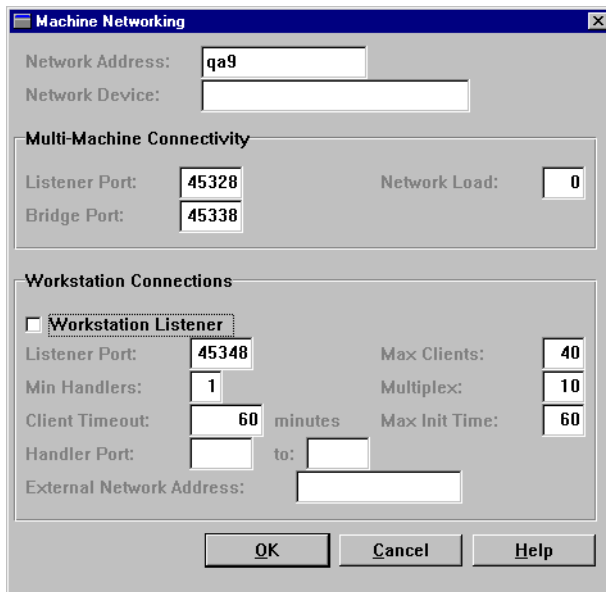 Machine Networking
Network Address: qa9
Network Device:
Multi-Machine Connectivity
Listener Port: 45328 Network Load: 0
Bridge Port: 45338
Workstation Connections
Workstation Listener
Listener Port: 45348 Max Clients: 40
Min Handlers: 1 Multiplex: 10
Client Timeout: 60 minutes Max Init Time: 60
Handler Port: to:
External Network Address:
OK Cancel Help